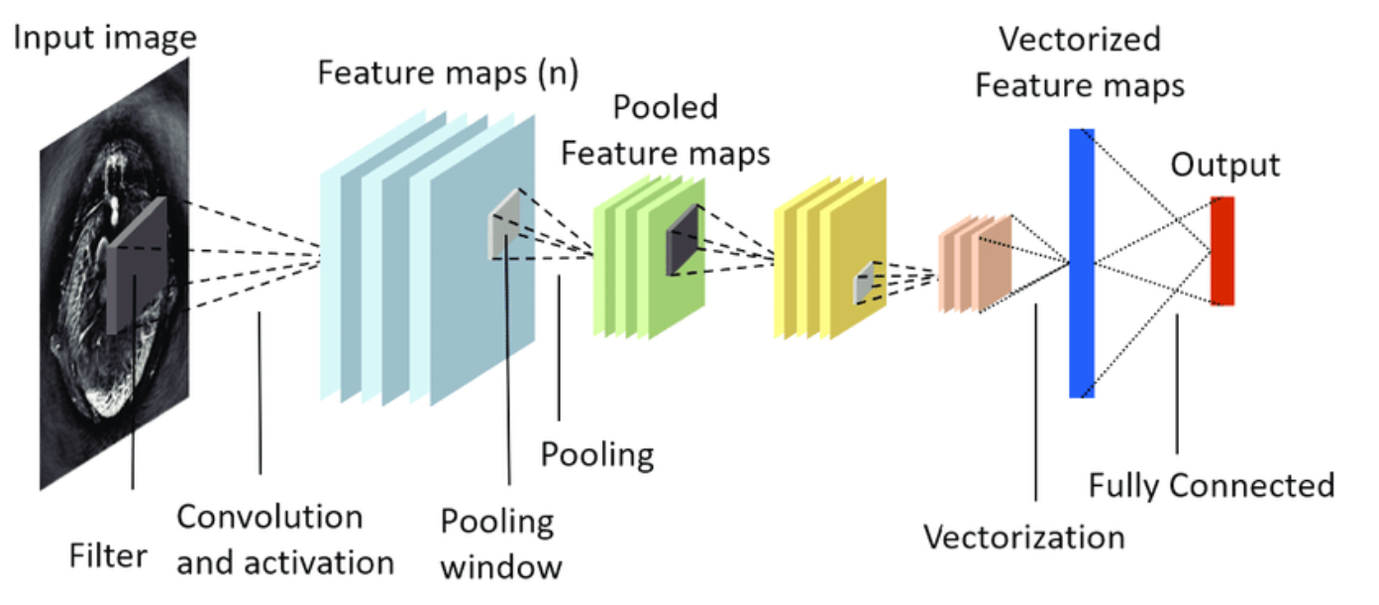 Input image
Feature maps (n)
Pooled
Feature maps
Vectorized
Feature maps
Output
Filter
Convolution
and activation
Pooling
window
Pooling
Vectorization
Fully Connected